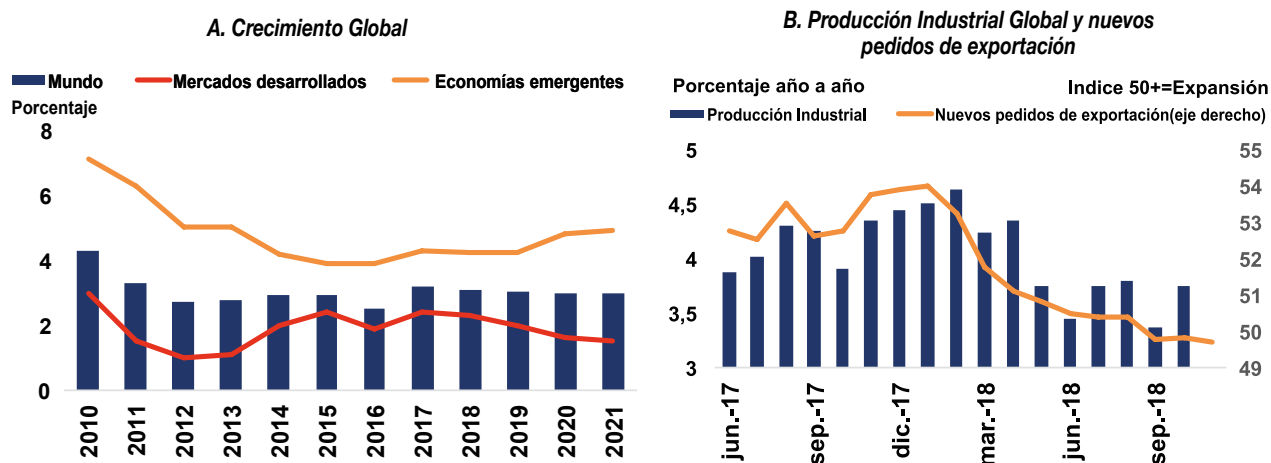 A. Crecimiento Global
Mundo Mercados desarrollados Economías emergentes
Porcentaje
8
6
4
2
0
2010 2011 2012 2013 2014 2015 2016 2017 2018 2019 2020 2021
B. Producción Industrial Global y nuevos
pedidos de exportación
Porcentaje año a año Indice 50+=Expansión
Producción Industrial Nuevos pedidos de exportación(eje derecho)
5 55
54
4,5 53
4 52
51
3,5 50
3 49
jun.-17 sep.-17 dic.-17 mar.-18 jun.-18 sep.-18